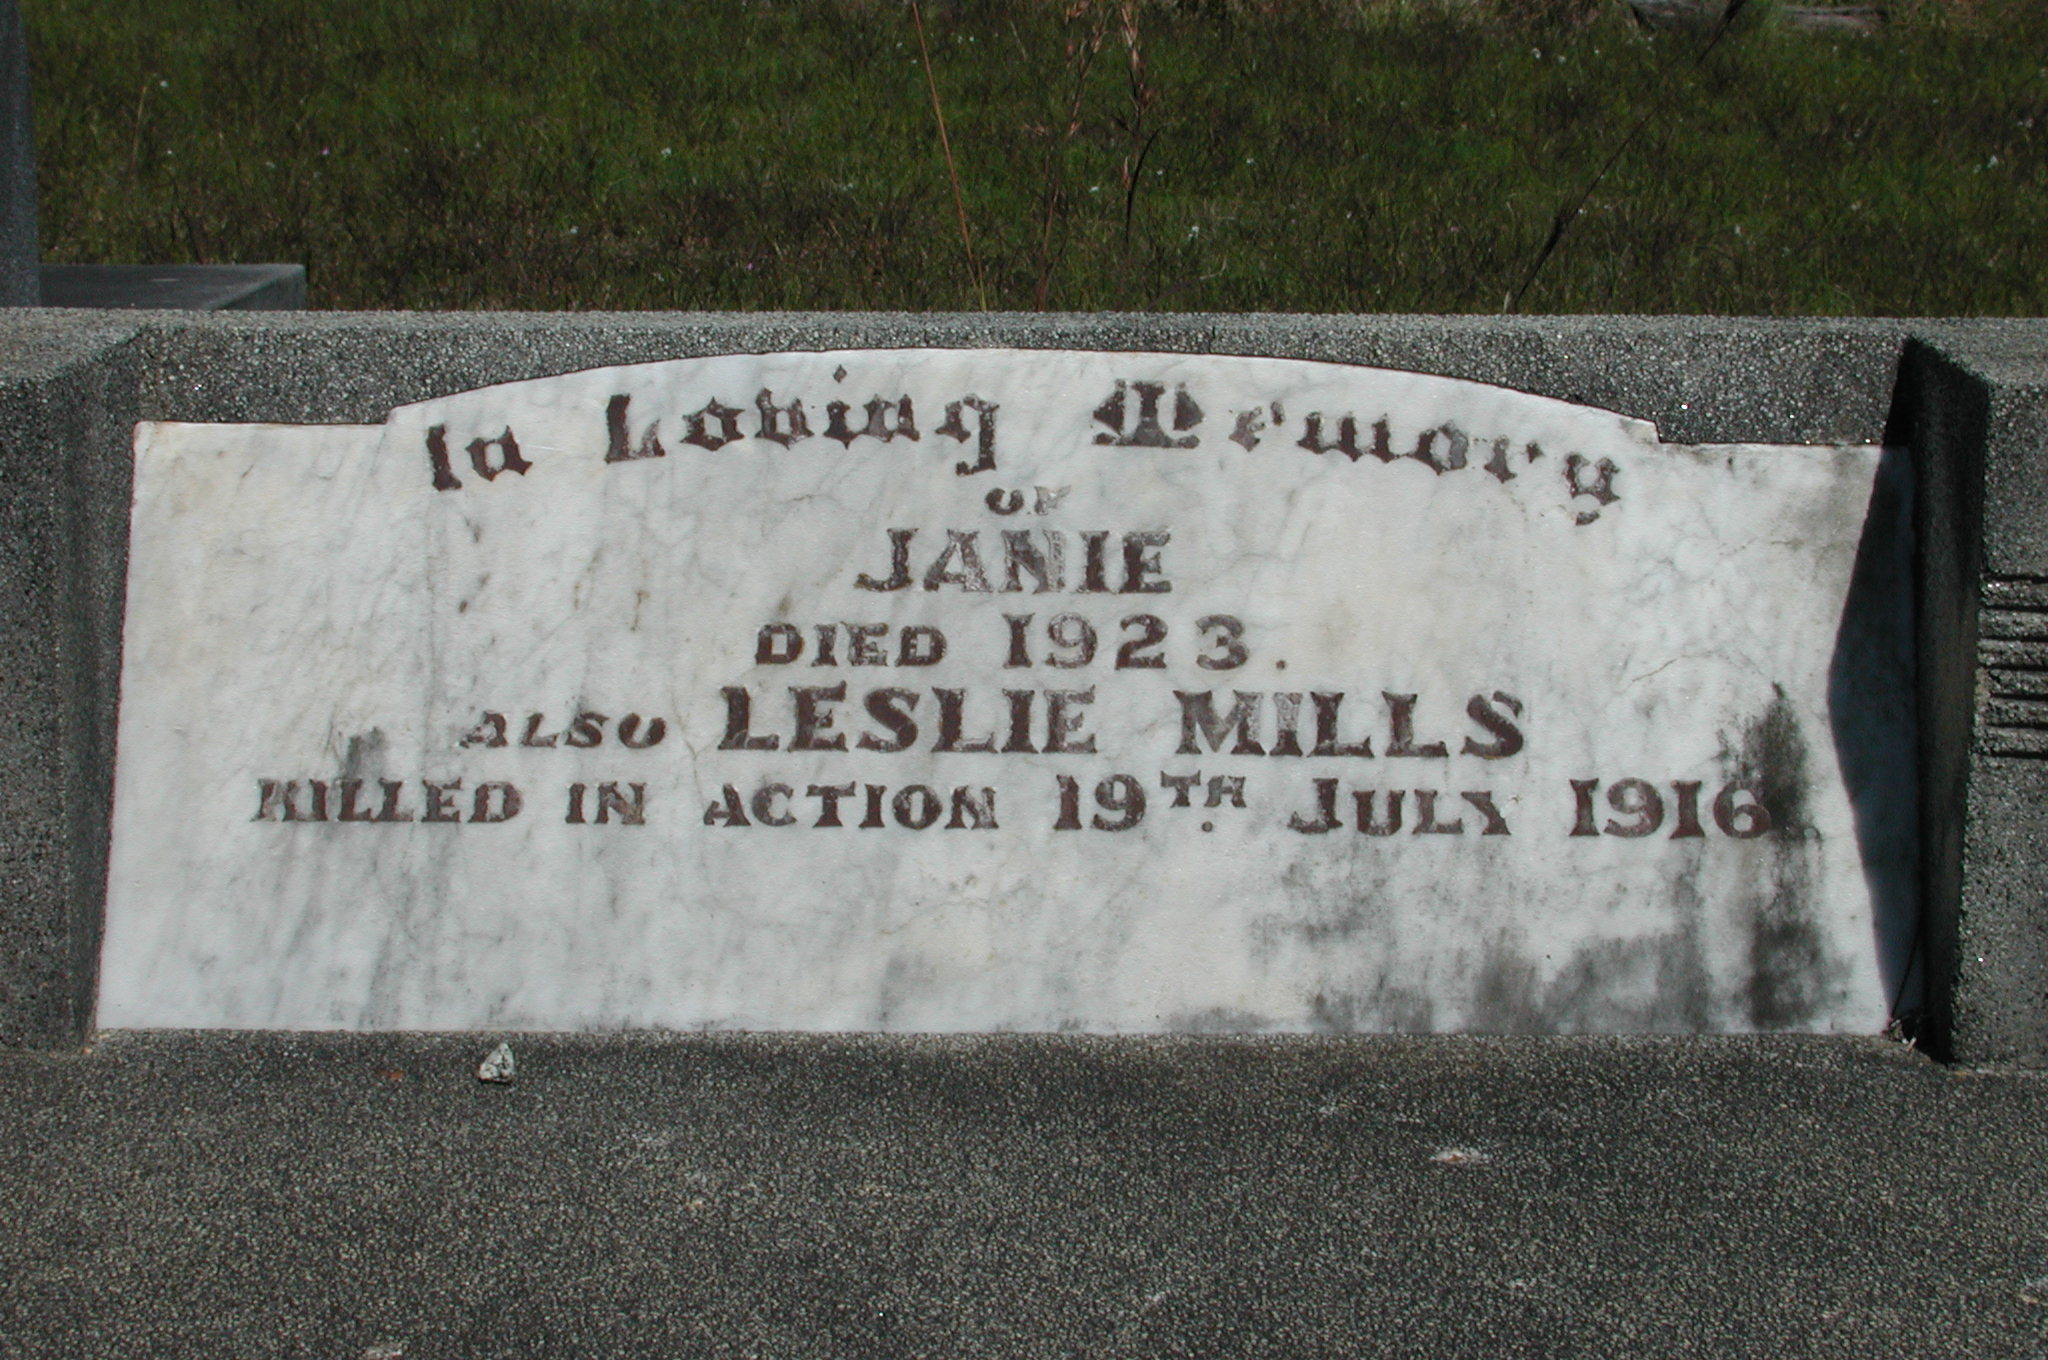 In Loving Memory
OF
JANIE
DIED 1923.
ALSO LESLIE MILLS
KILLED IN ACTION 19TH JULY 1916.